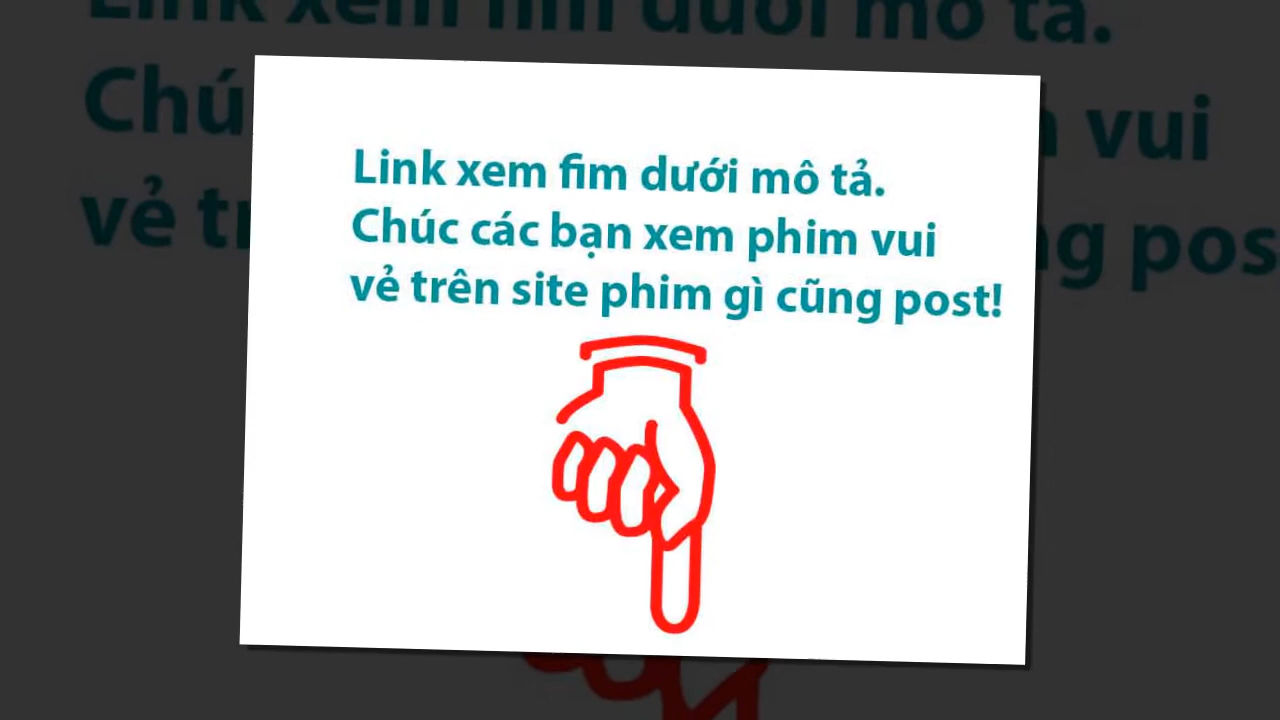 Link xem fim dưới mô tả.
Chúc các bạn xem phim vui
vẻ trên site phim gì cũng post!